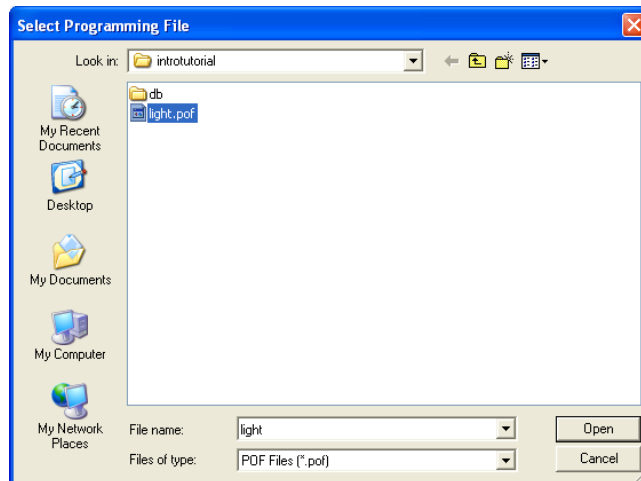 Select Programming File
Look in:
introtutorial
db
light.pof
My Recent
Documents
Desktop
My Documents
My Computer
My Network
Places
File name:
light
Open
Files of type:
POF Files (*.pof)
Cancel